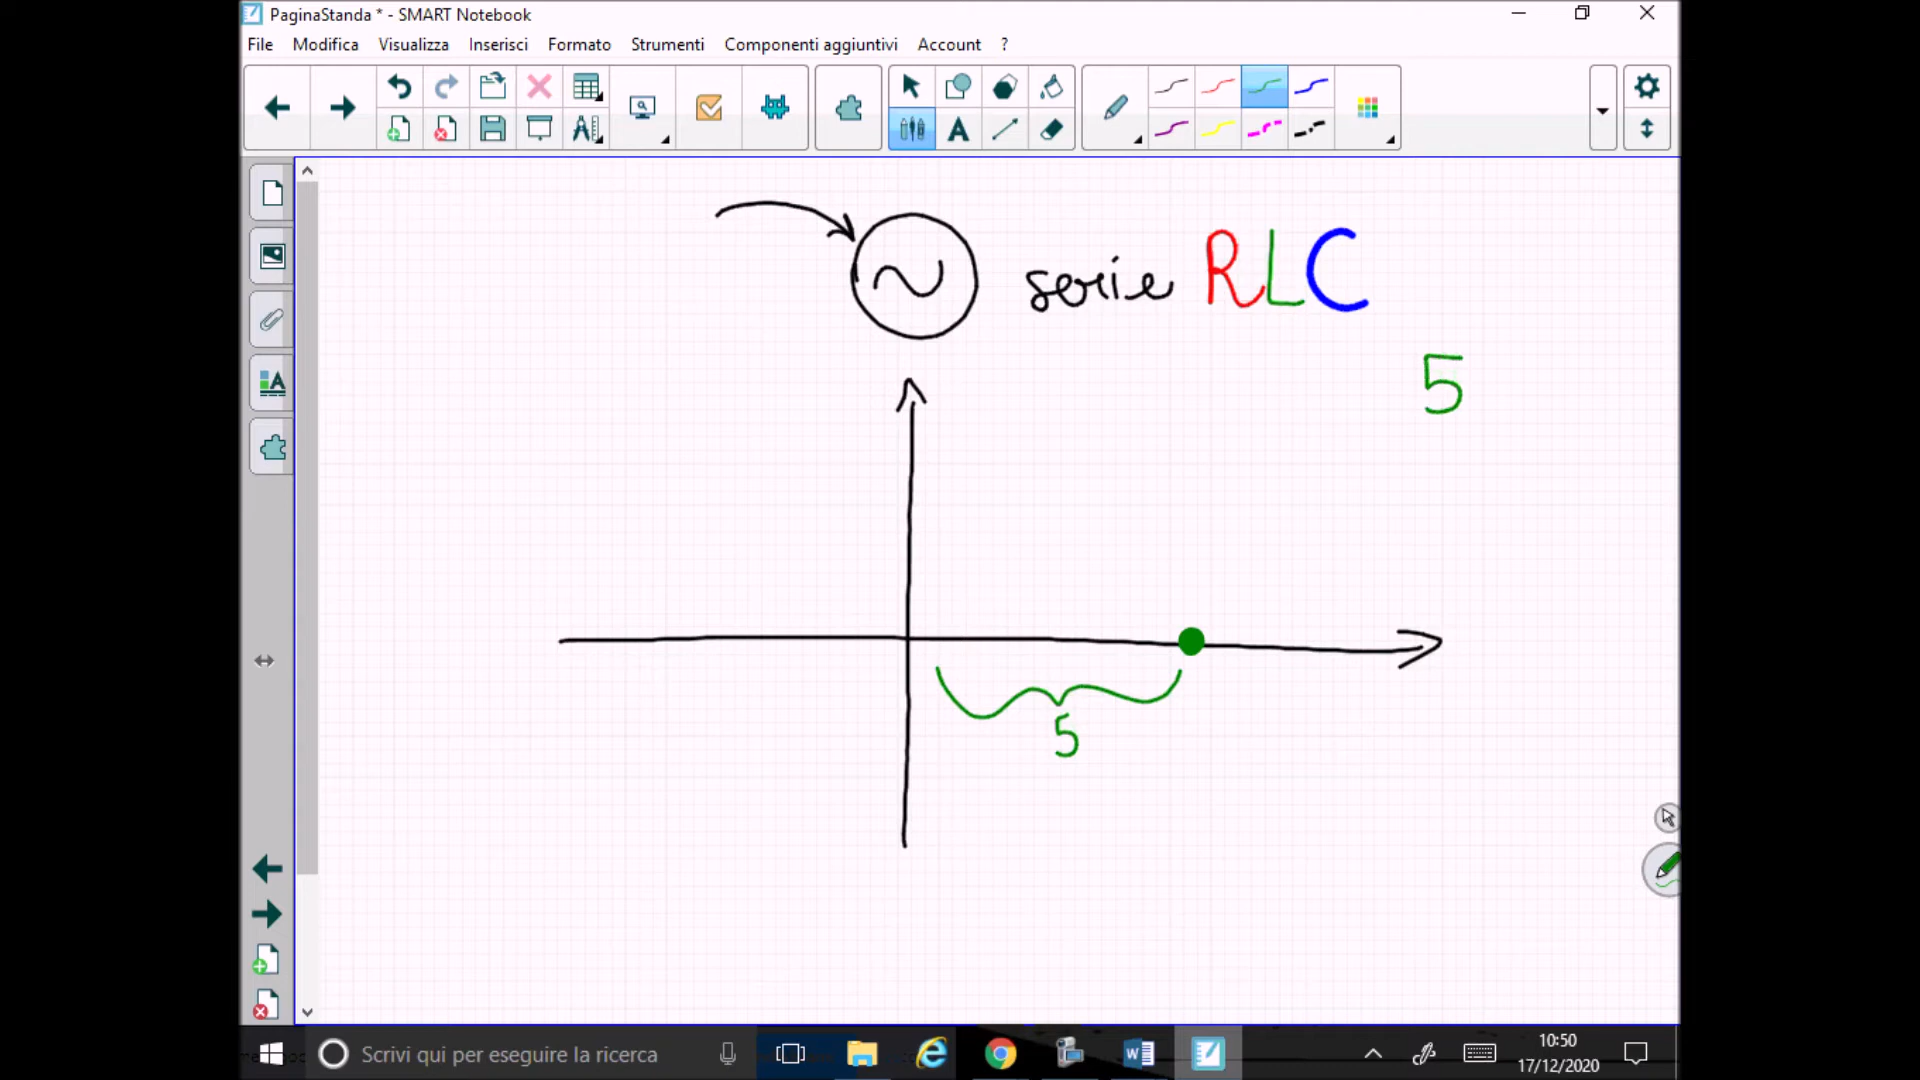 PaginaStanda * - SMART Notebook
File Modifica Visualizza Inserisci Formato Strumenti Componenti aggiuntivi Account ?
serie RLC
5
5
Scrivi qui per eseguire la ricerca
10:50
17/12/2020